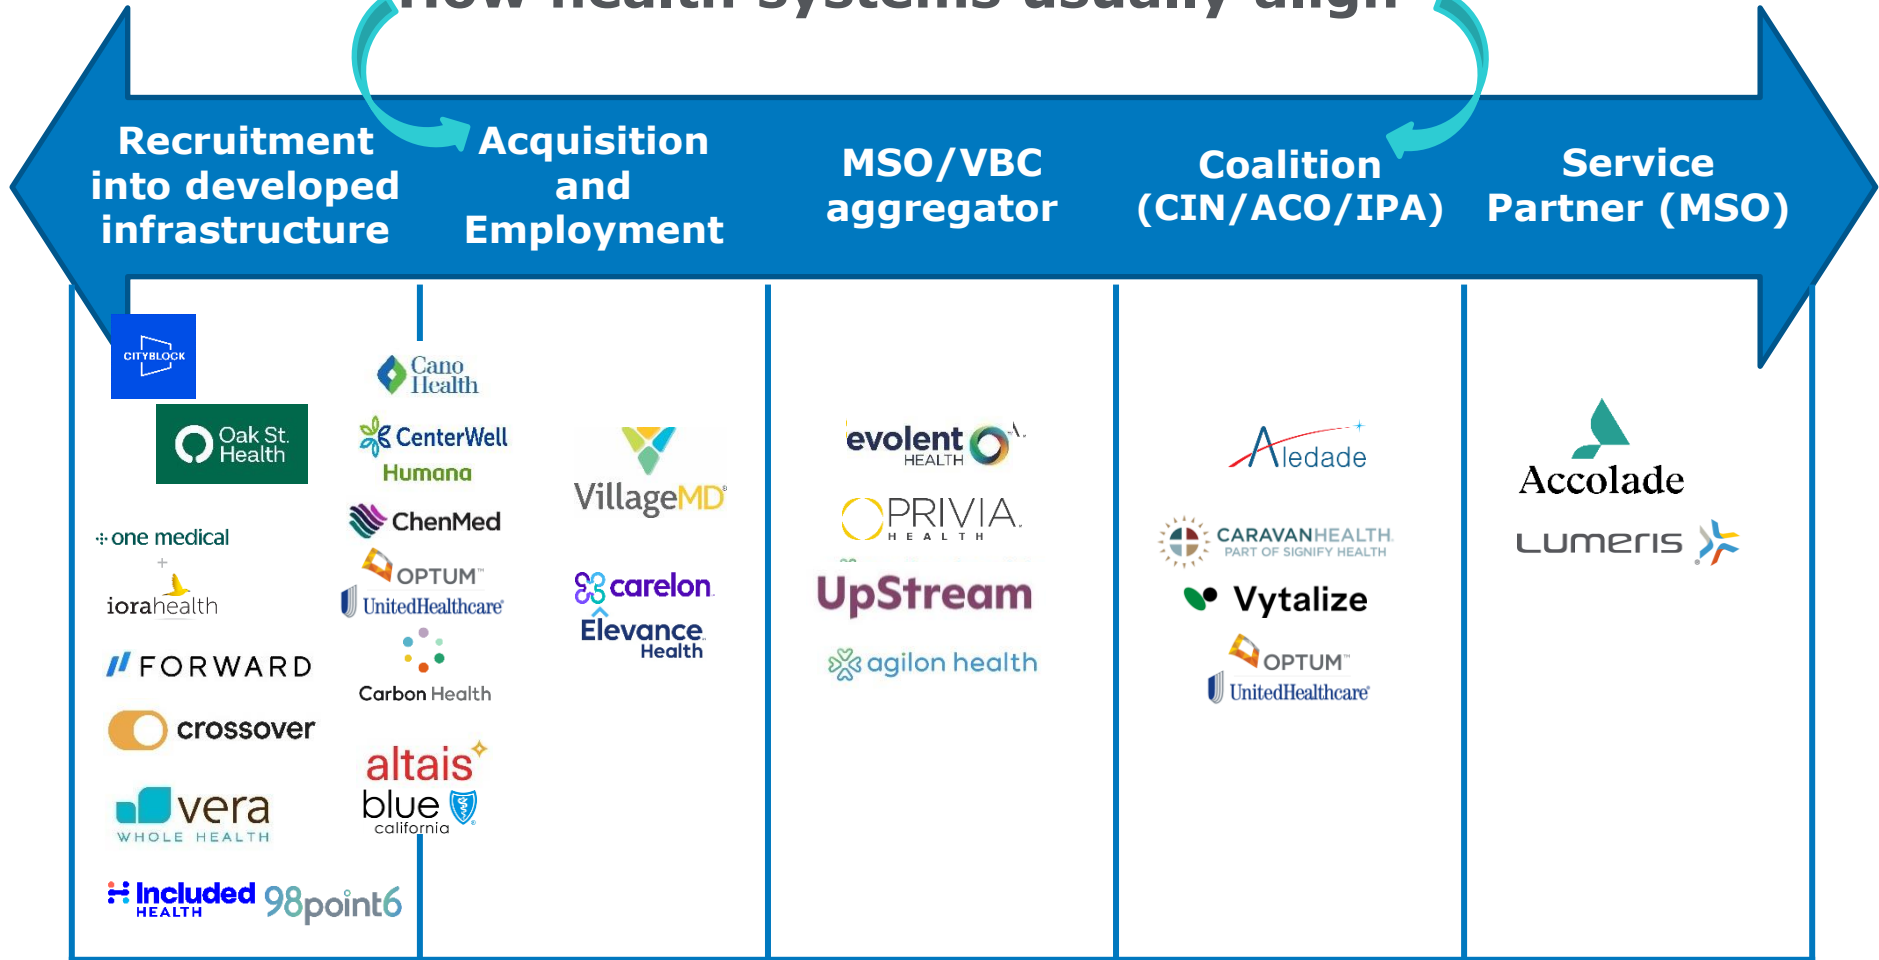 How health systems usually align
Recruitment
into developed
infrastructure
Acquisition
and
Employment
MSO/VBC
aggregator
Coalition
(CIN/ACO/IPA)
Service
Partner (MSO)
CITYBLOCK
Oak St.
Health
one medical
+
iorahealth
FORWARD
crossover
vera
WHOLE HEALTH
Included
HEALTH
98point6
Cano
Health
CenterWell
Humana
ChenMed
OPTUM™
UnitedHealthcare®
Carbon Health
altais
blue
california
VillageMD®
carelon
Elevance
Health
evolent
HEALTH
PRIVIA
HEALTH
UpStream
agilon health
Aledade
CARAVANHEALTH
PART OF SIGNIFY HEALTH
Vytalize
OPTUM™
UnitedHealthcare®
Accolade
LUMERIS